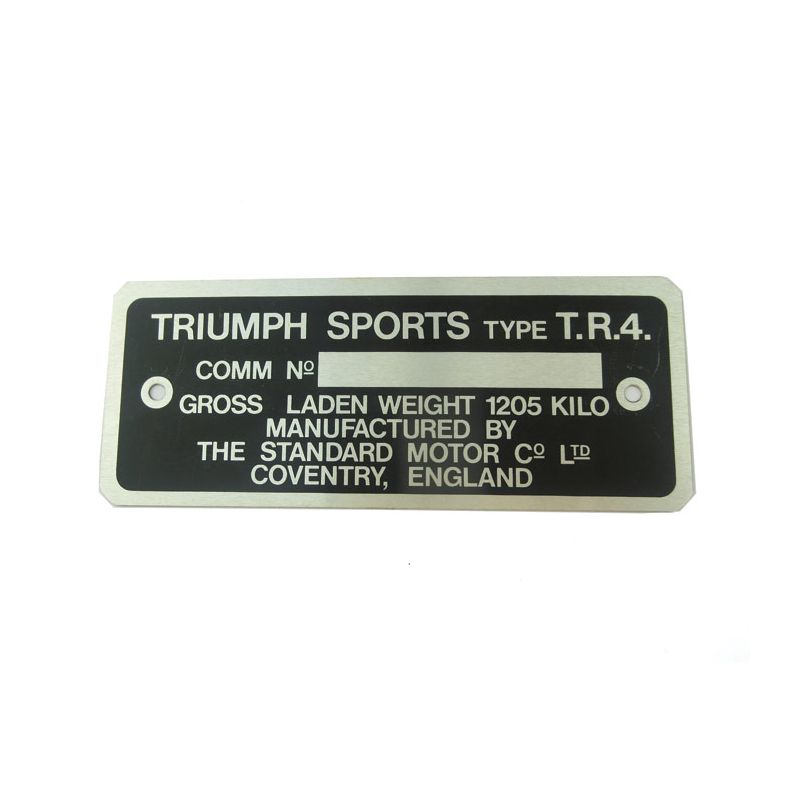 TRIUMPH SPORTS TYPE T.R.4.
COMM Nº
GROSS LADEN WEIGHT 1205 KILO
MANUFACTURED BY
THE STANDARD MOTOR Cº LTD
COVENTRY, ENGLAND